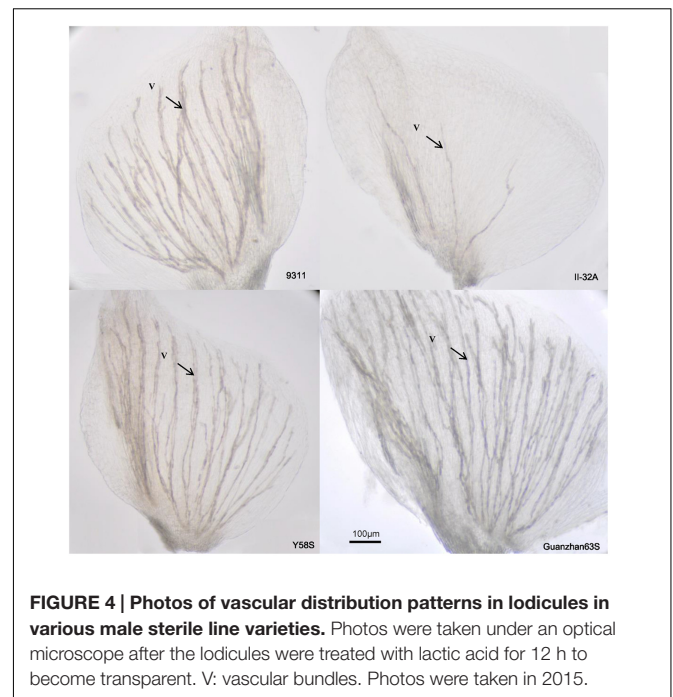 V
9311
V
II-32A
V
Y58S
V
100µm
Guanzhan63S
FIGURE 4 | Photos of vascular distribution patterns in lodicules in
various male sterile line varieties. Photos were taken under an optical
microscope after the lodicules were treated with lactic acid for 12 h to
become transparent. V: vascular bundles. Photos were taken in 2015.